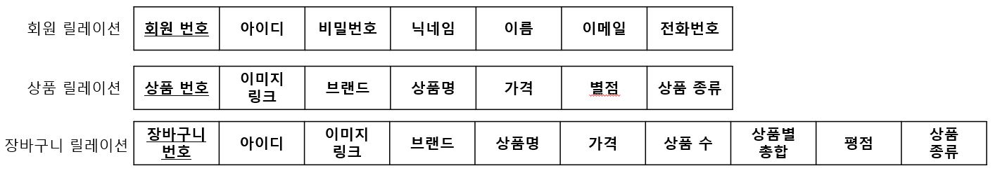 회원 릴레이션 회원 번호 아이디 비밀번호 닉네임 이름 이메일 전화번호
상품 릴레이션 상품 번호 이미지 링크 브랜드 상품명 가격 별점 상품 종류
장바구니 릴레이션 장바구니 번호 아이디 이미지 링크 브랜드 상품명 가격 상품 수 상품별 총합 평점 상품 종류